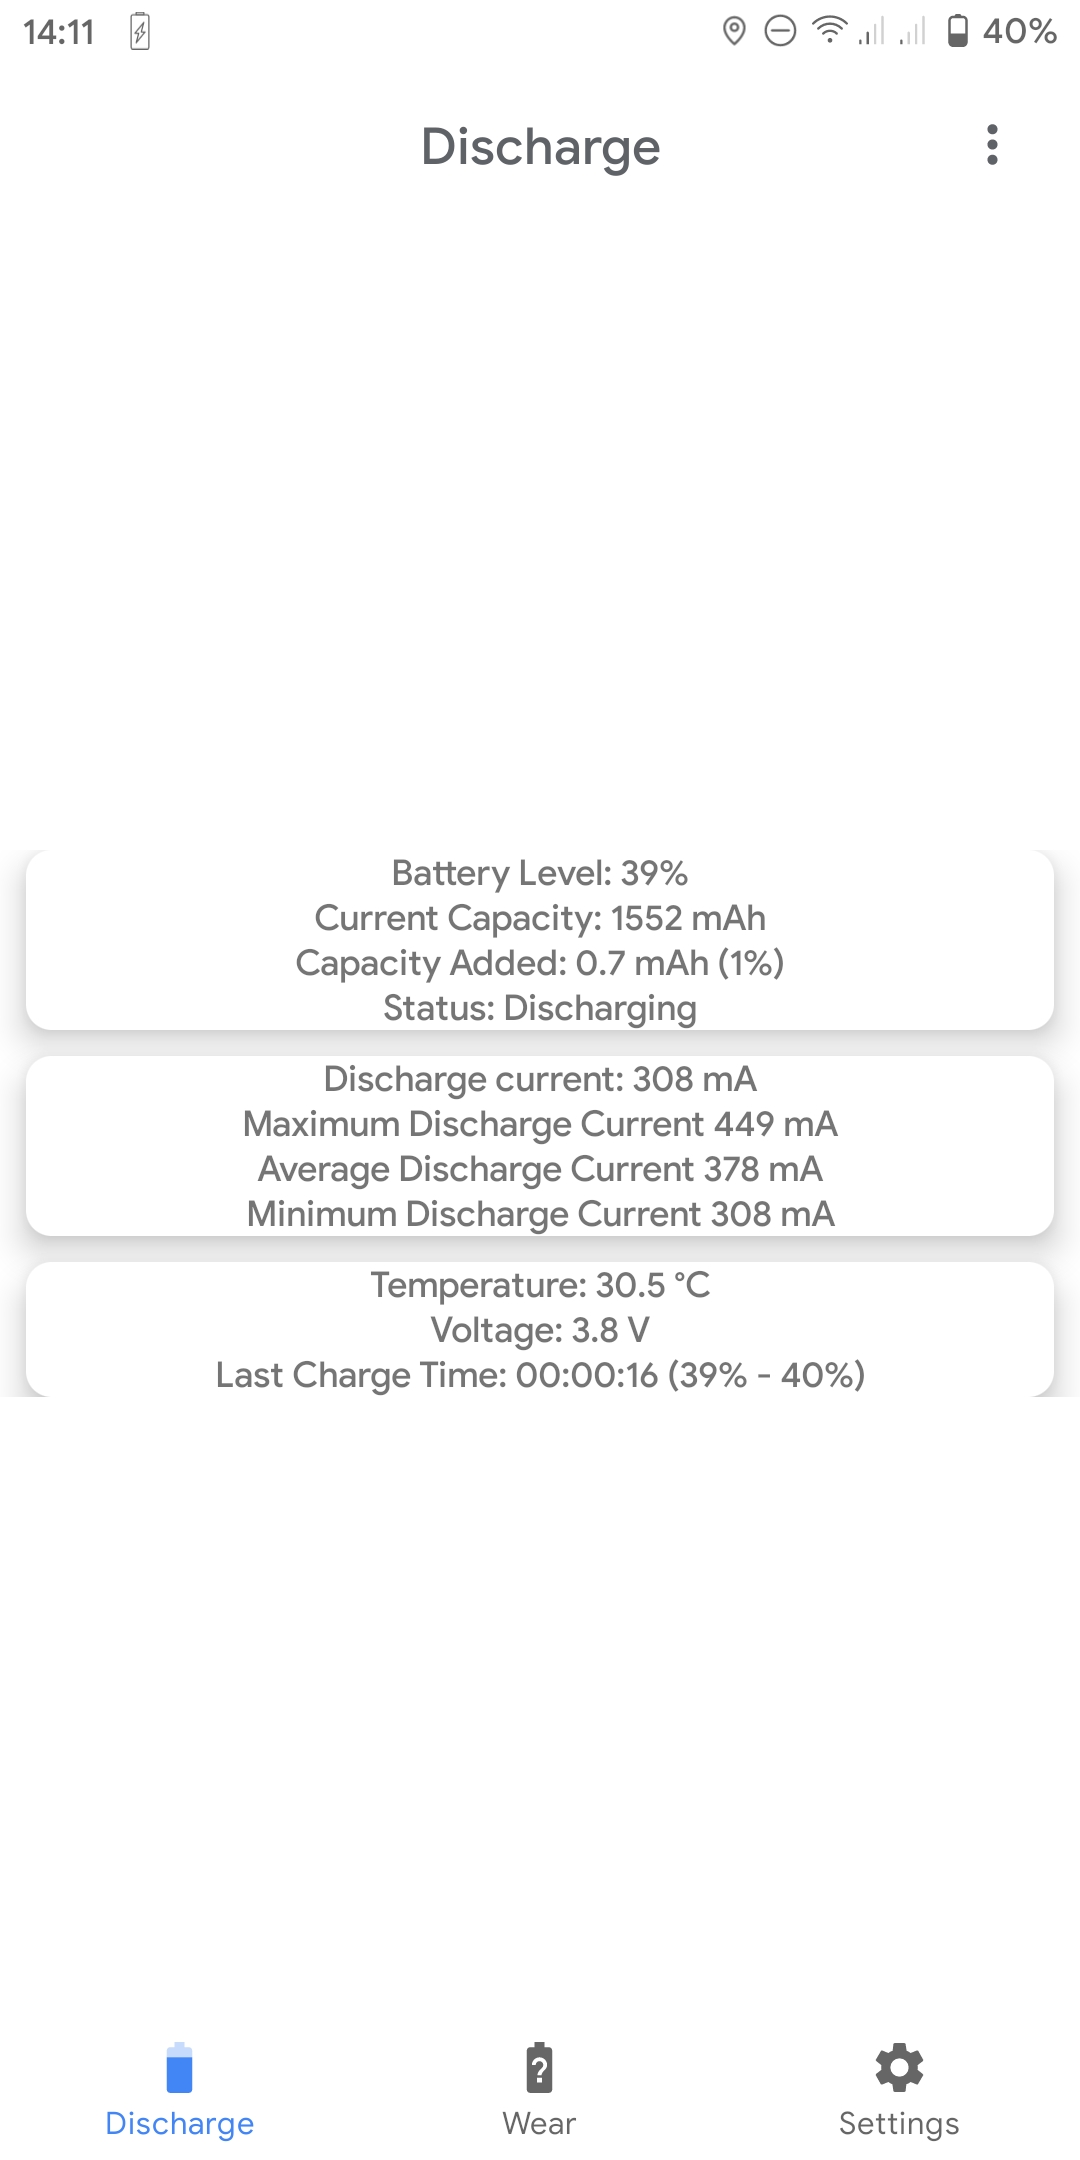 14:11
40%
Discharge
Battery Level: 39%
Current Capacity: 1552 mAh
Capacity Added: 0.7 mAh (1%)
Status: Discharging
Discharge current: 308 mA
Maximum Discharge Current 449 mA
Average Discharge Current 378 mA
Minimum Discharge Current 308 mA
Temperature: 30.5 °C
Voltage: 3.8 V
Last Charge Time: 00:00:16 (39% - 40%)
Discharge
Wear
Settings